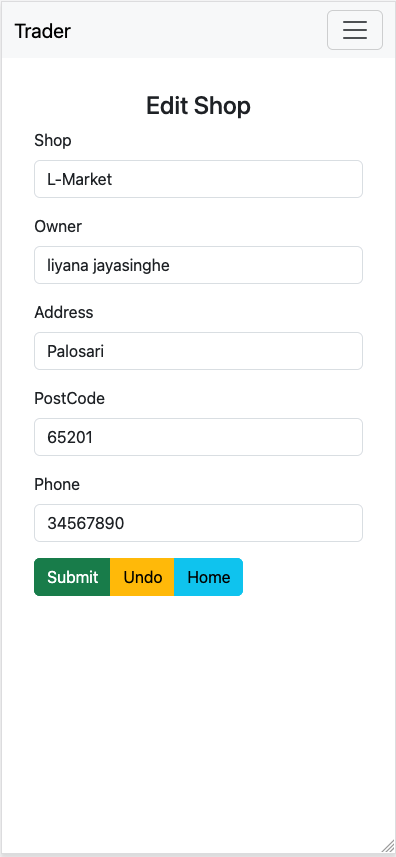 Trader
Edit Shop
Shop
L-Market
Owner
liyana jayasinghe
Address
Palosari
PostCode
65201
Phone
34567890
Submit Undo Home